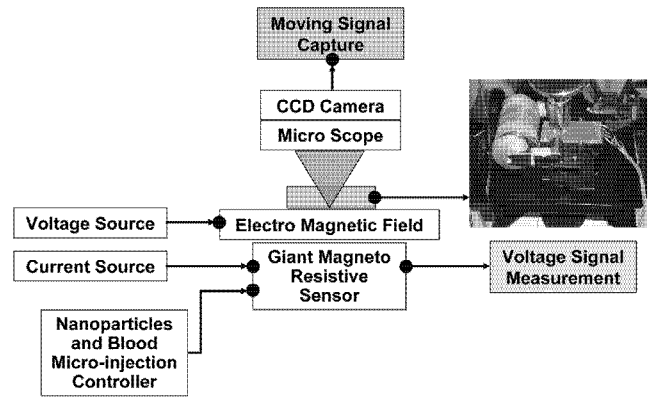 Moving Signal
Capture
CCD Camera
Micro Scope
Voltage Source
Electro Magnetic Field
Current Source
Giant Magneto
Resistive
Sensor
Voltage Signal
Measurement
Nanoparticles
and Blood
Micro-injection
Controller